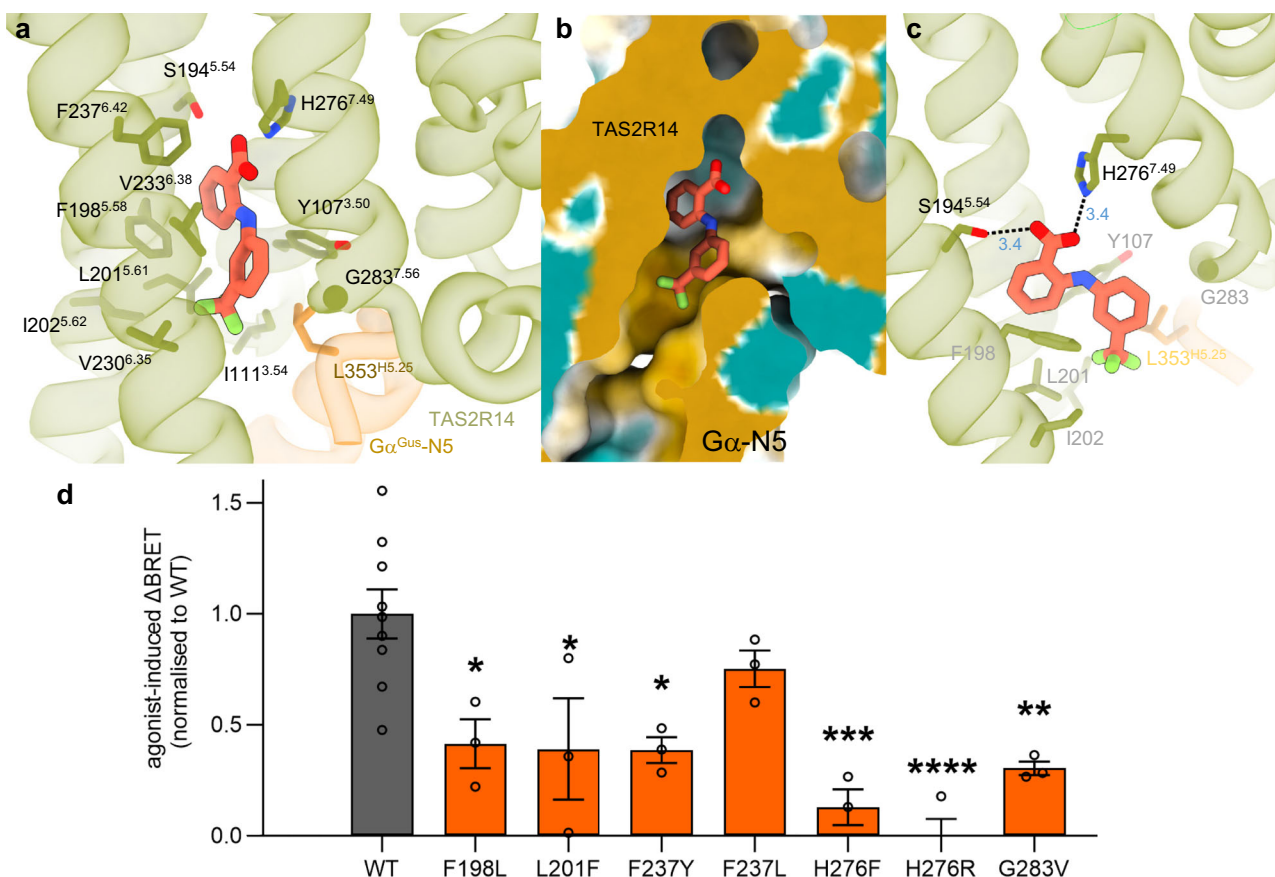 a
S194^5.54
F237^6.42
H276^7.49
V233^6.38
F198^5.58
Y107^3.50
L201^5.61
G283^7.56
I202^5.62
V230^6.35
I111^3.54
L353^H5.25
TAS2R14
Gα^Gus-N5
b
TAS2R14
Gα-N5
c
H276^7.49
S194^5.54
3.4
3.4
Y107
G283
F198
L353^H5.25
L201
I202
d
agonist-induced ΔBRET
(normalised to WT)
1.5
1.0
0.5
0.0
*
*
*
***
****
**
WT F198L L201F F237Y F237L H276F H276R G283V